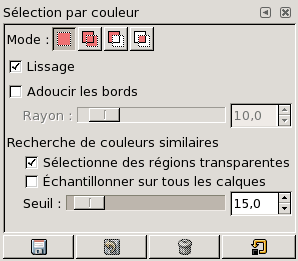 Sélection par couleur
Mode :
Lissage
Adoucir les bords
Rayon : 10,0
Recherche de couleurs similaires
Sélectionne des régions transparentes
Échantillonner sur tous les calques
Seuil : 15,0